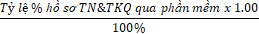 Tỷ lệ % hồ sơ TN&TKQ qua phần mềm x 1.00
100%